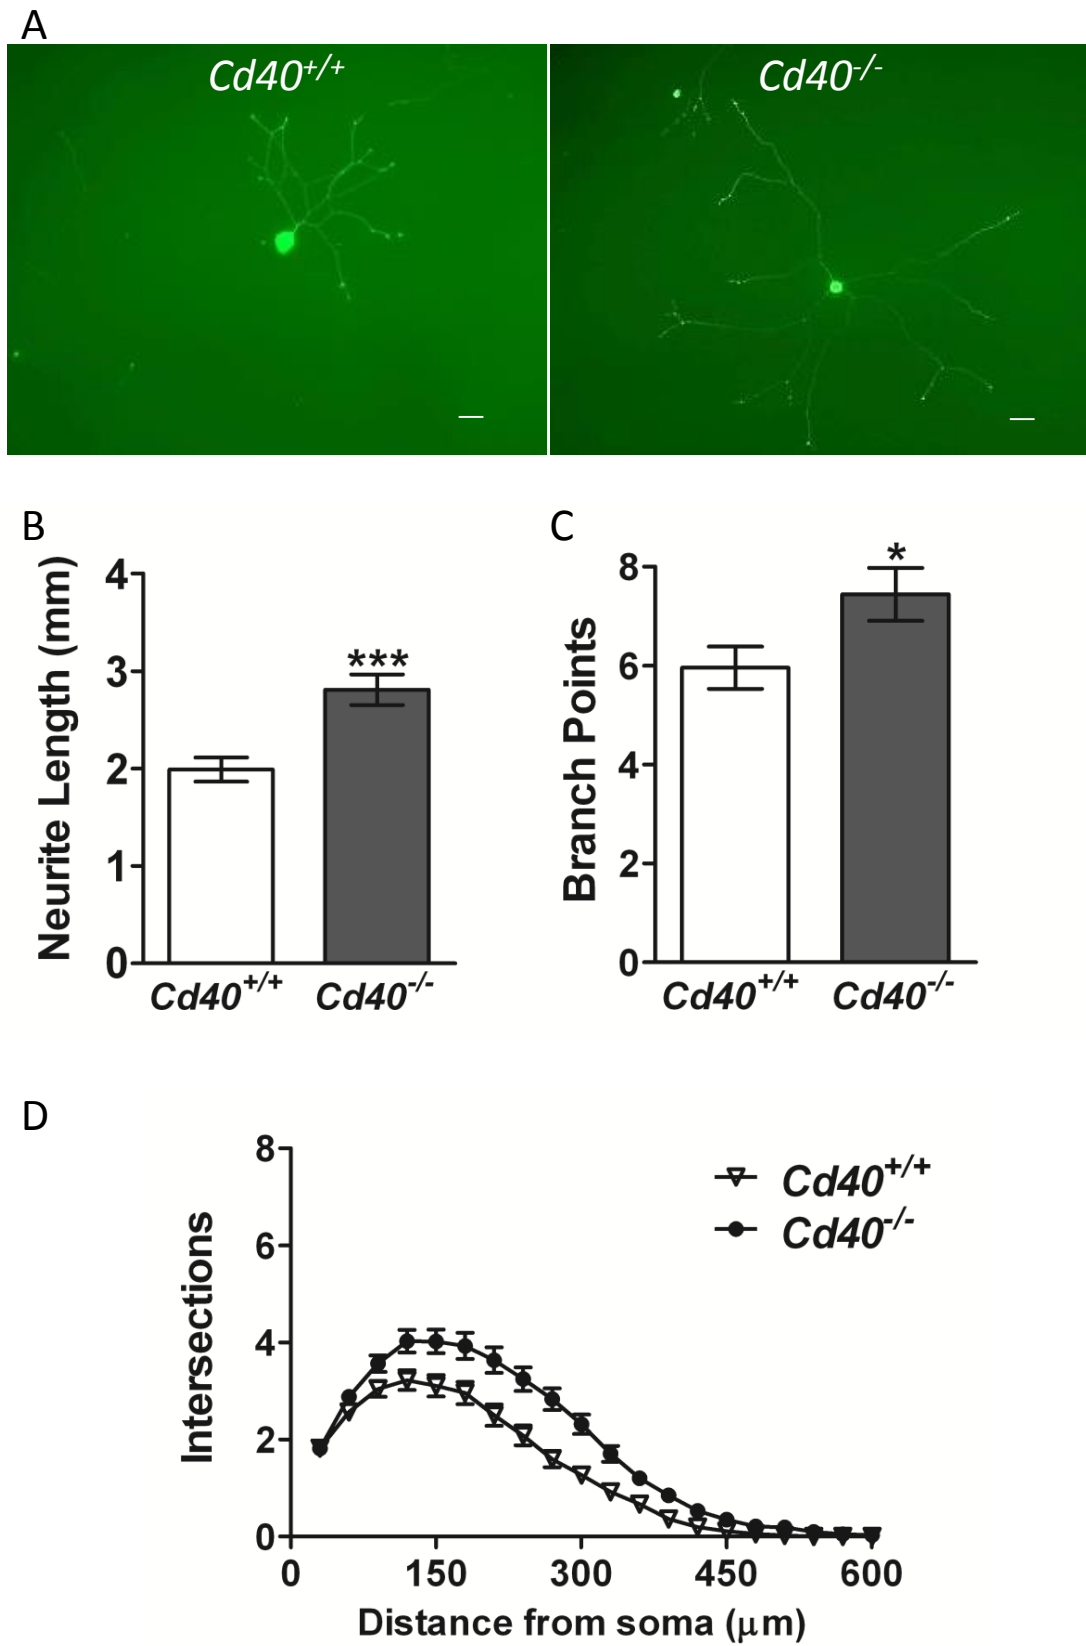 A
Cd40+/+
Cd40-/-
B
C
Neurite Length (mm)
4
3
2
1
0
***
Cd40+/+
Cd40-/-
Branch Points
8
6
4
2
0
*
Cd40+/+
Cd40-/-
D
Intersections
8
6
4
2
0
Cd40+/+
Cd40-/-
0 150 300 450 600
Distance from soma (μm)